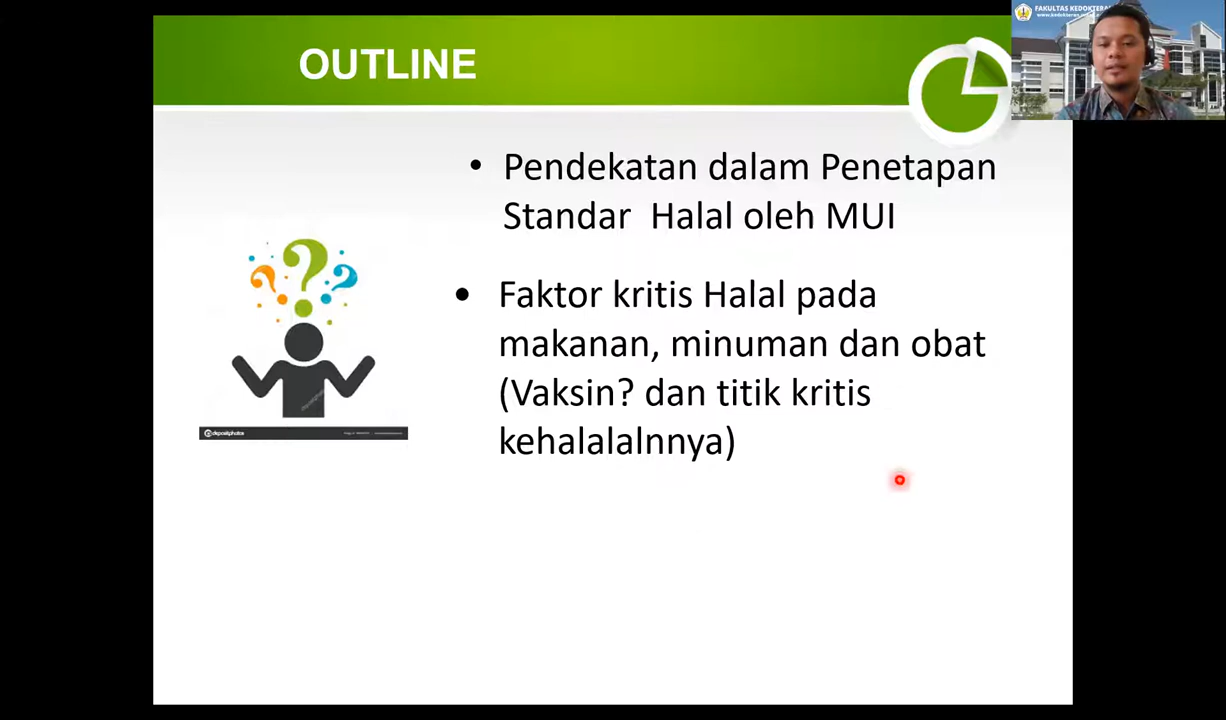 OUTLINE
FAKULTAS KEDOKTERAN
• Pendekatan dalam Penetapan
Standar Halal oleh MUI
• Faktor kritis Halal pada
makanan, minuman dan obat
(Vaksin? dan titik kritis
kehalalalnnya)
depositphotos